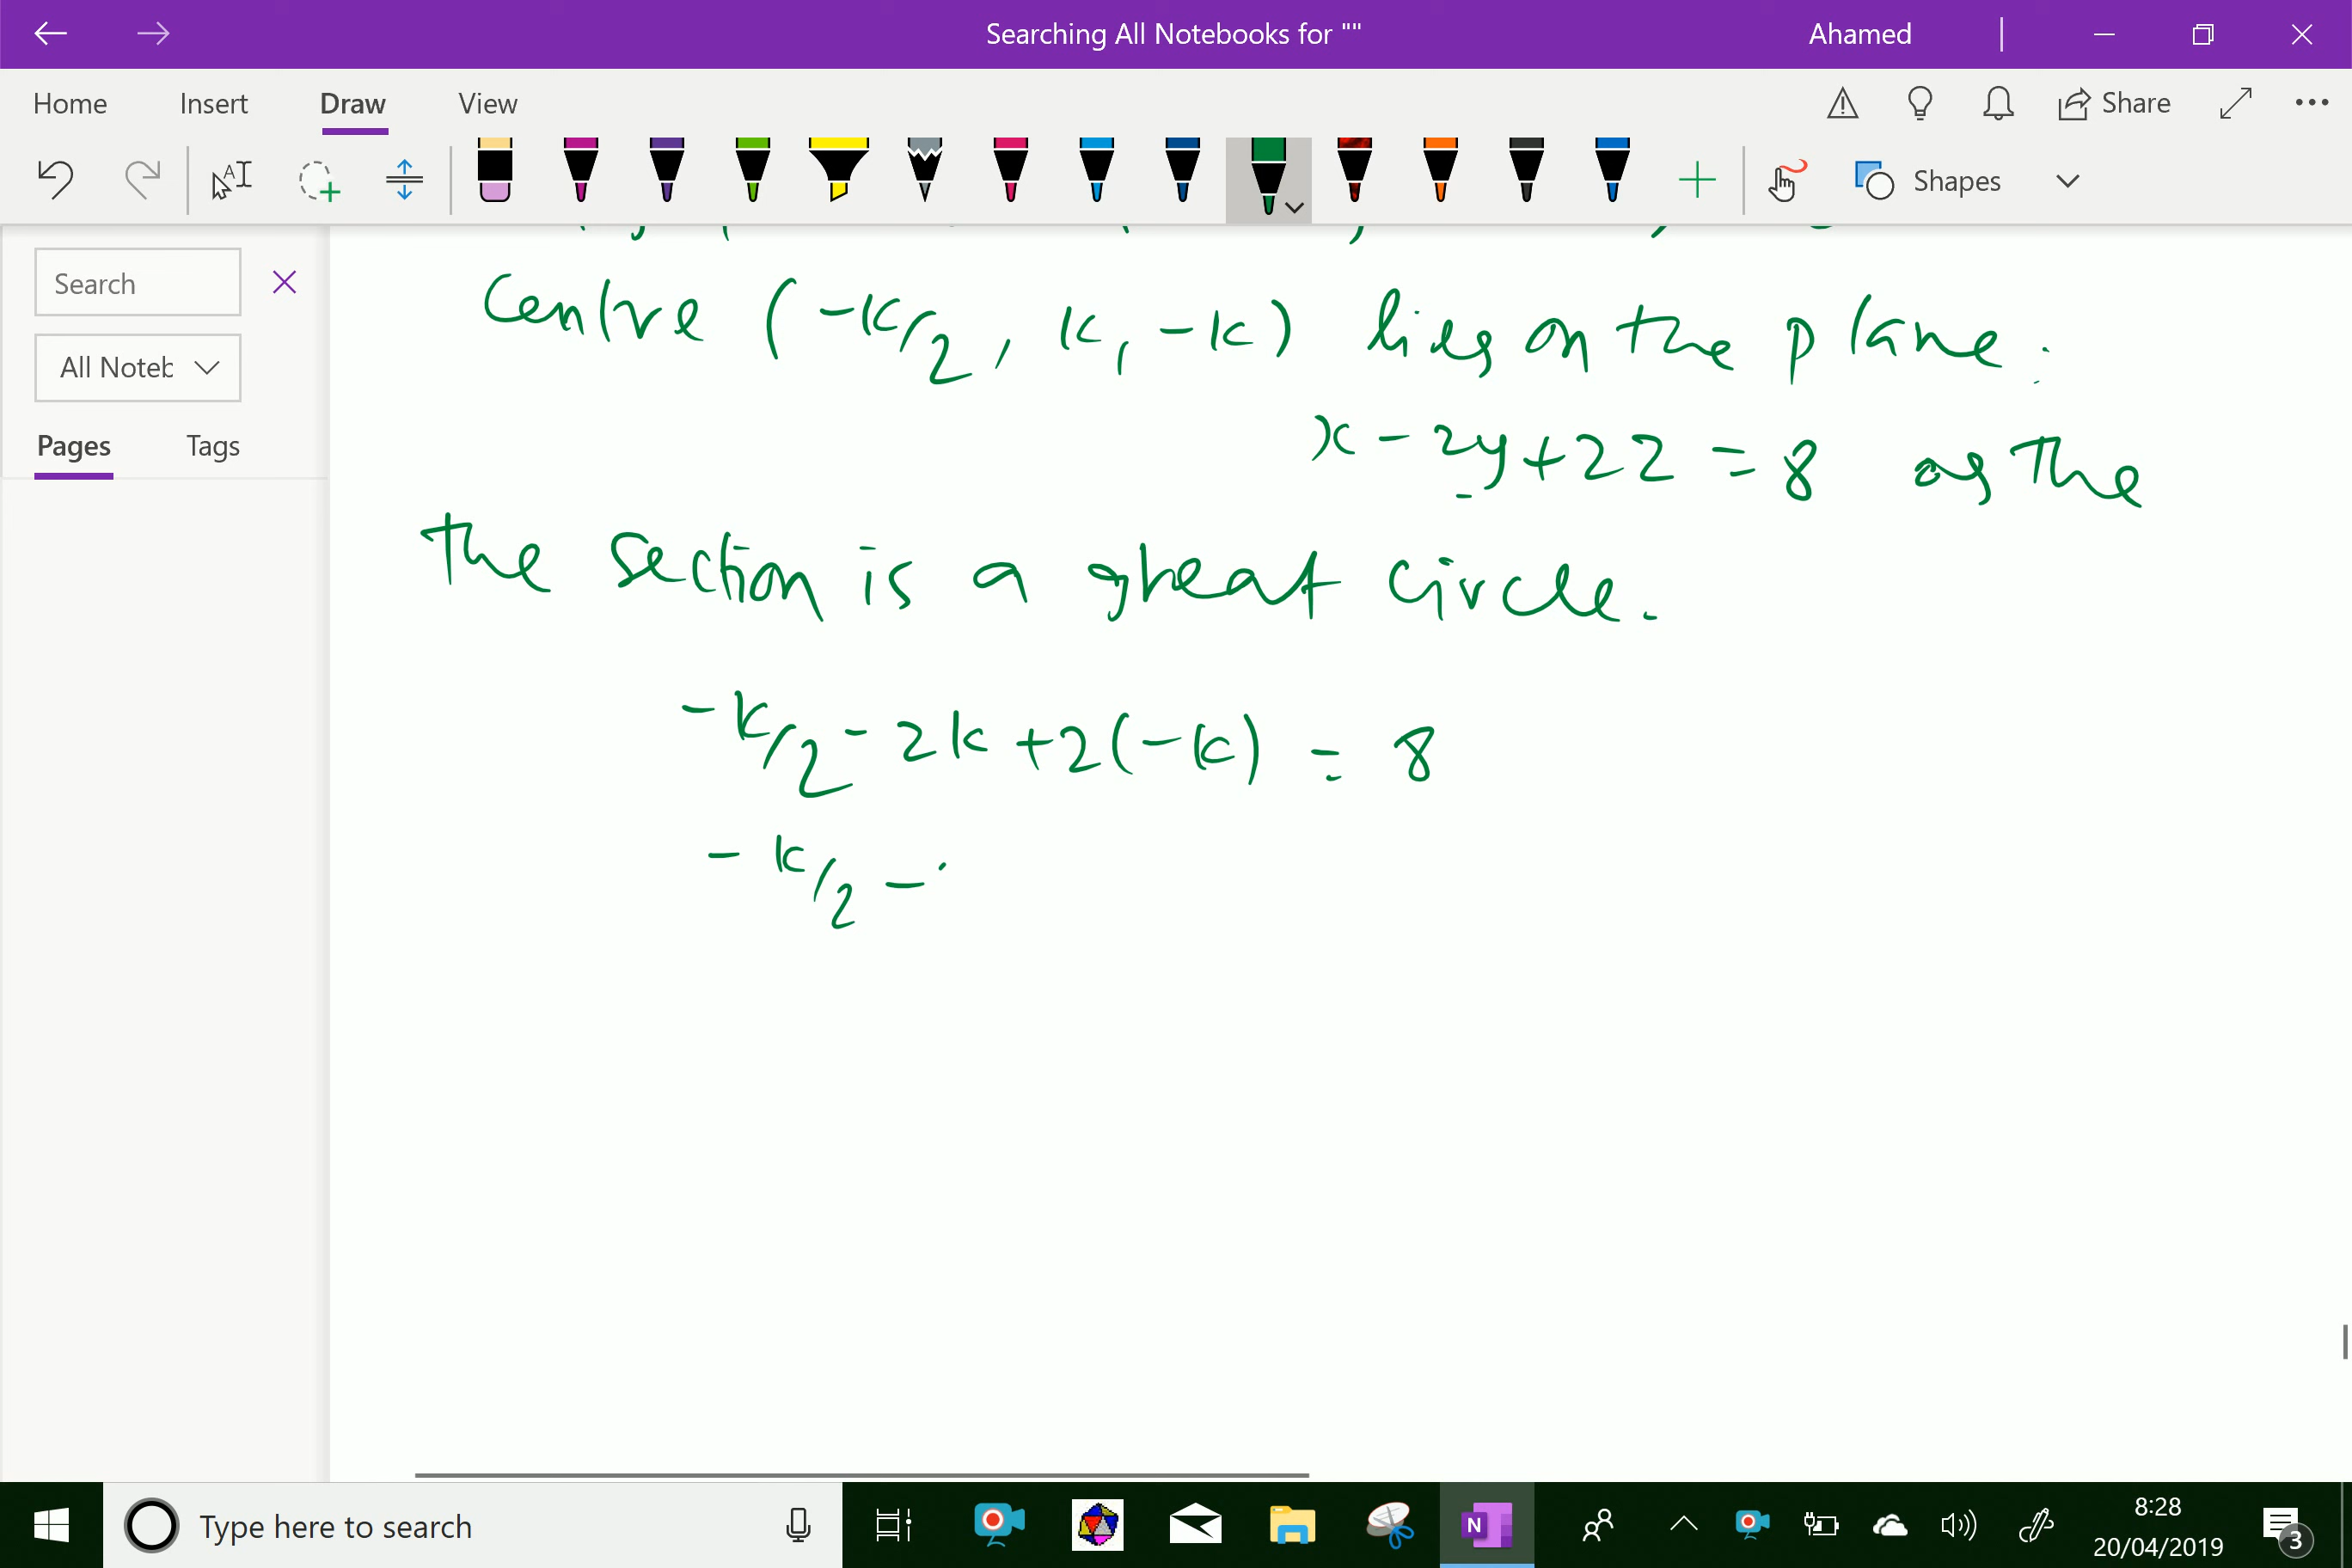 Searching All Notebooks for ""
Ahamed
Home Insert Draw View
Share
Shapes
Search
All Noteb
Pages Tags
Centre (-k/2, k, -k) lies on the plane.
x - 2y + 2z = 8 as the
the section is a great circle.
-k/2 - 2k + 2(-k) = 8
- k/2 -
Type here to search
N
8:28
20/04/2019
3